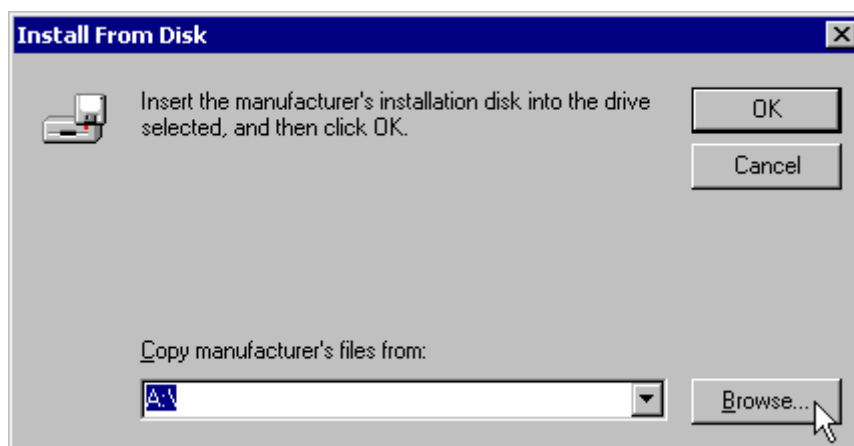 Install From Disk
Insert the manufacturer's installation disk into the drive
selected, and then click OK.
OK
Cancel
Copy manufacturer's files from:
A:\
Browse...